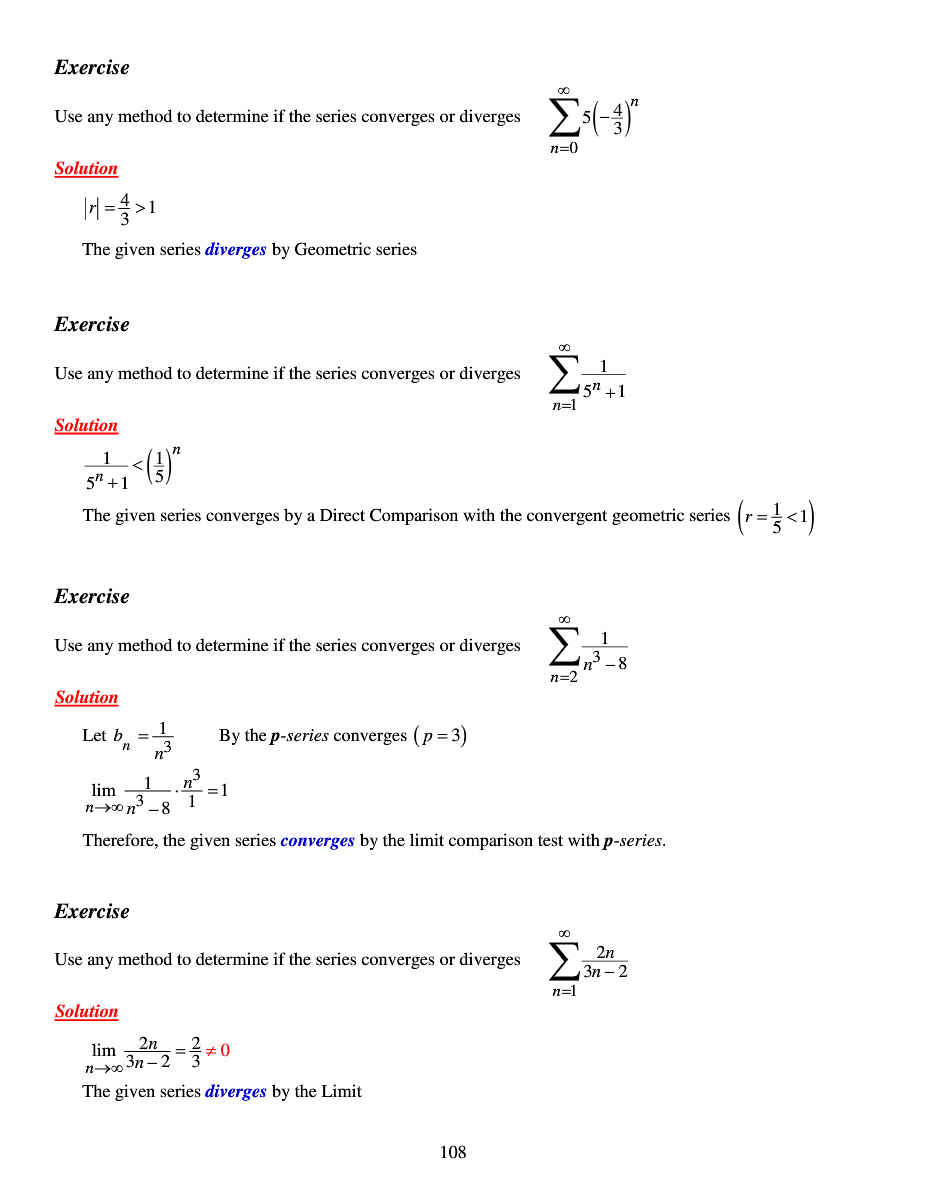 Exercise
Use any method to determine if the series converges or diverges  \sum_{n=0}^{\infty} 5\left(-\frac{4}{3}\right)^n
Solution
|r| = \frac{4}{3} > 1
The given series diverges by Geometric series
Exercise
Use any method to determine if the series converges or diverges  \sum_{n=1}^{\infty} \frac{1}{5^n + 1}
Solution
\frac{1}{5^n + 1} < \left(\frac{1}{5}\right)^n
The given series converges by a Direct Comparison with the convergent geometric series \left(r = \frac{1}{5} < 1\right)
Exercise
Use any method to determine if the series converges or diverges  \sum_{n=2}^{\infty} \frac{1}{n^3 - 8}
Solution
Let b_n = \frac{1}{n^3}  By the p-series converges (p = 3)
\lim_{n \to \infty} \frac{1}{n^3 - 8} \cdot \frac{n^3}{1} = 1
Therefore, the given series converges by the limit comparison test with p-series.
Exercise
Use any method to determine if the series converges or diverges  \sum_{n=1}^{\infty} \frac{2n}{3n - 2}
Solution
\lim_{n \to \infty} \frac{2n}{3n - 2} = \frac{2}{3} \neq 0
The given series diverges by the Limit
108